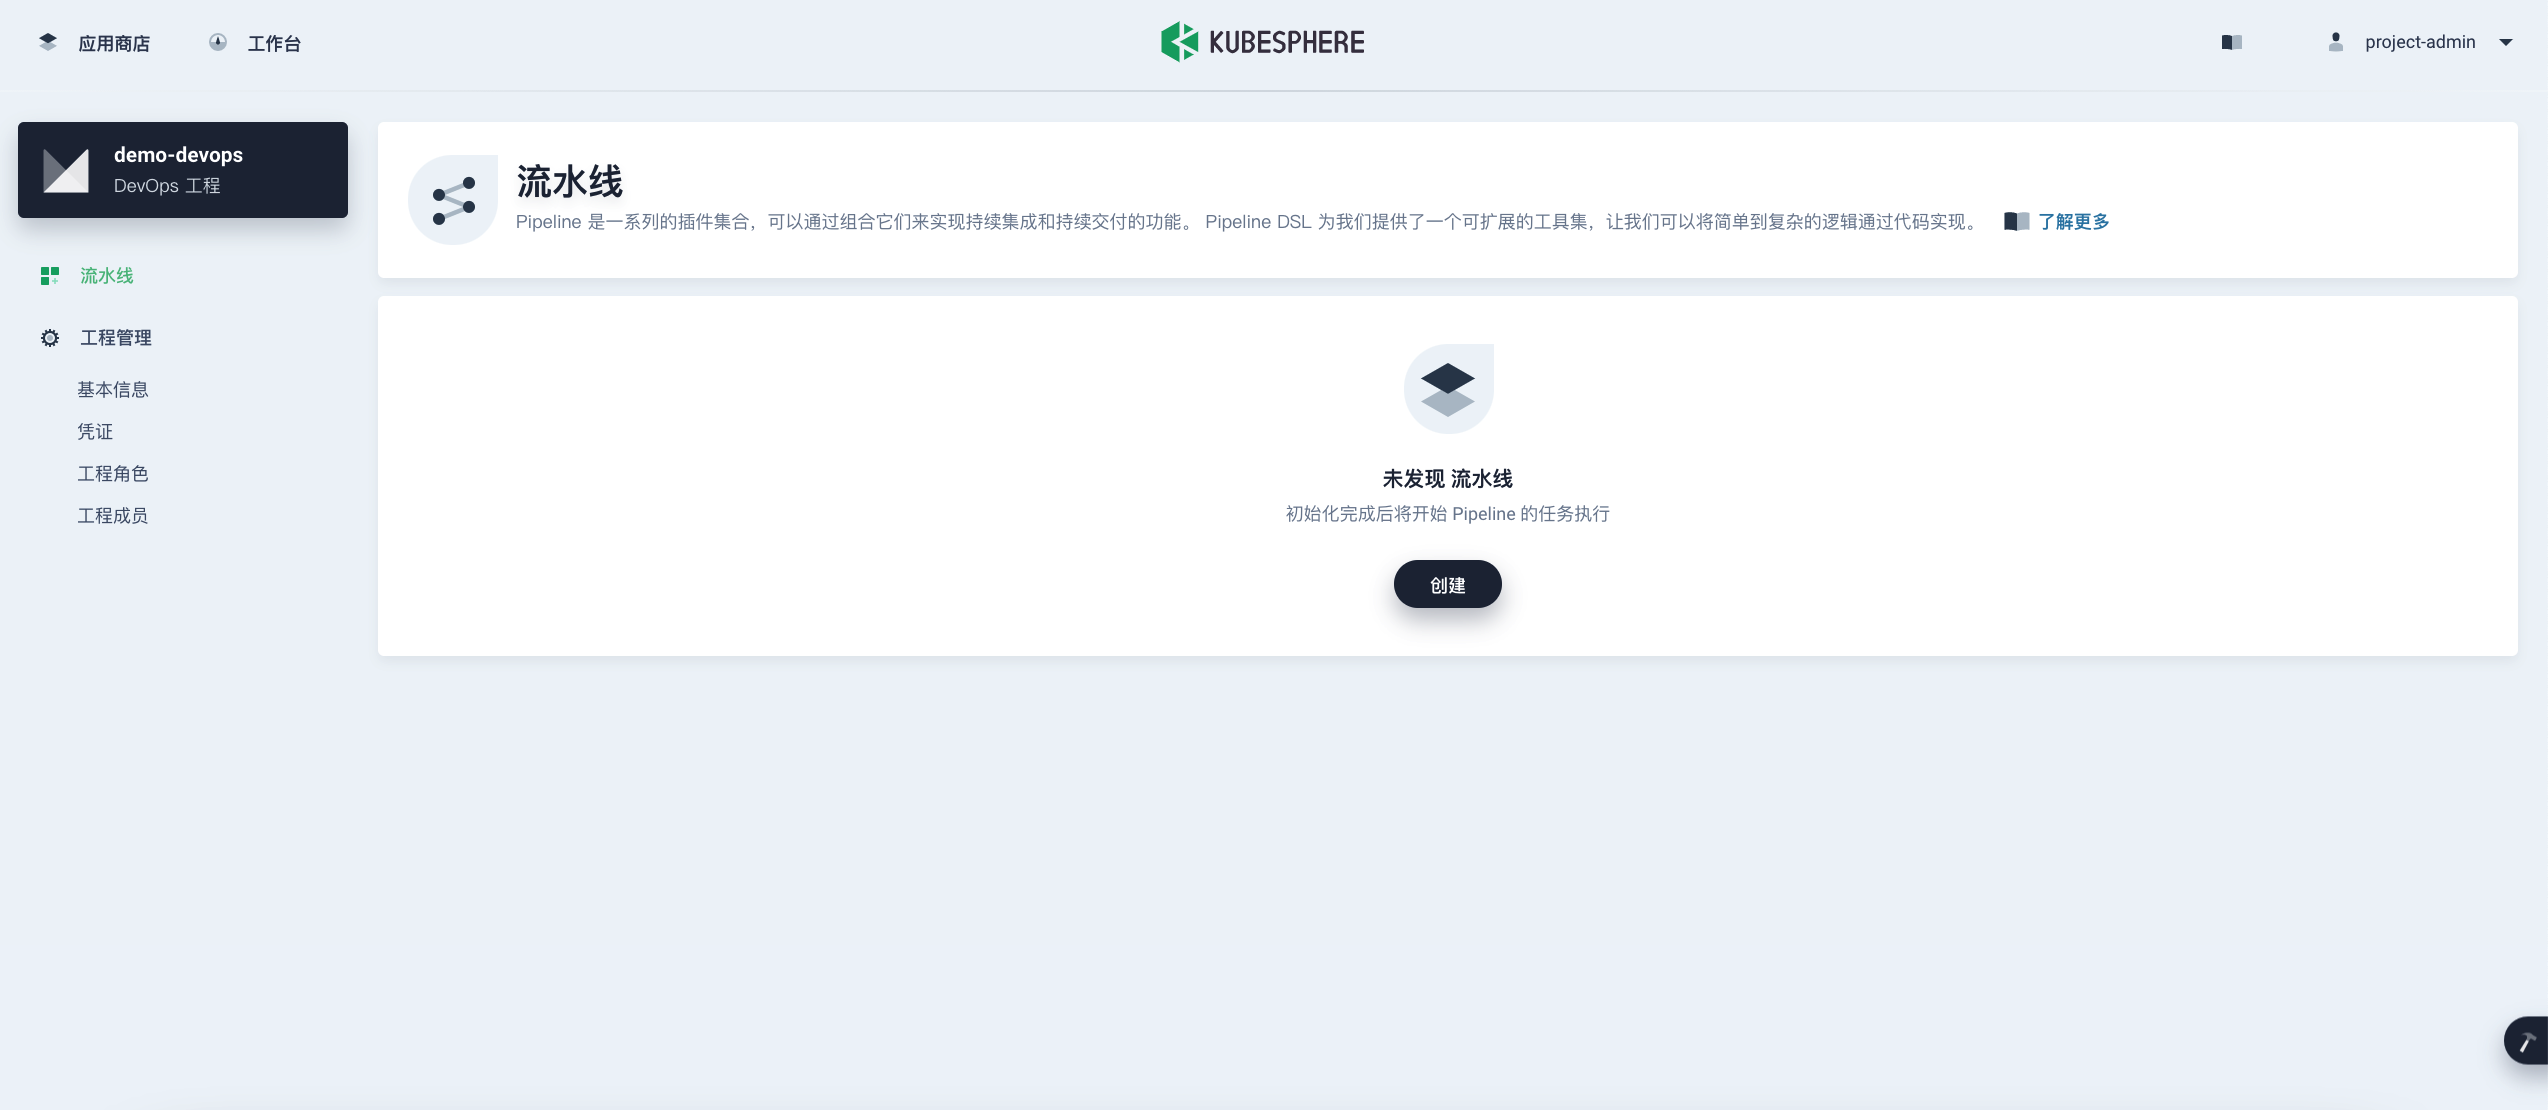 应用商店
工作台
KUBESPHERE
project-admin
demo-devops
DevOps 工程
流水线
工程管理
基本信息
凭证
工程角色
工程成员
流水线
Pipeline 是一系列的插件集合，可以通过组合它们来实现持续集成和持续交付的功能。 Pipeline DSL 为我们提供了一个可扩展的工具集，让我们可以将简单到复杂的逻辑通过代码实现。 了解更多
未发现 流水线
初始化完成后将开始 Pipeline 的任务执行
创建